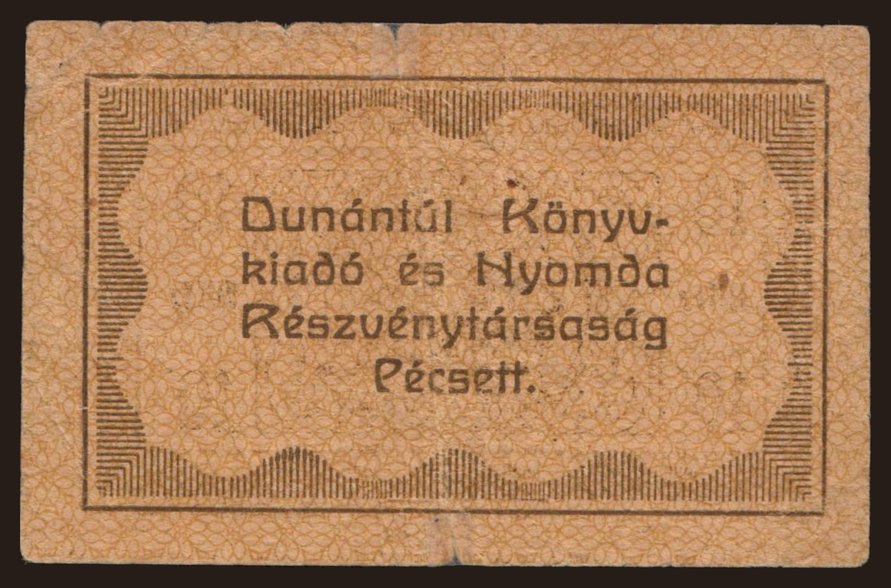 Dunántúl Könyv-
kiadó és Nyomda
Részvénytársaság
Pécsett.